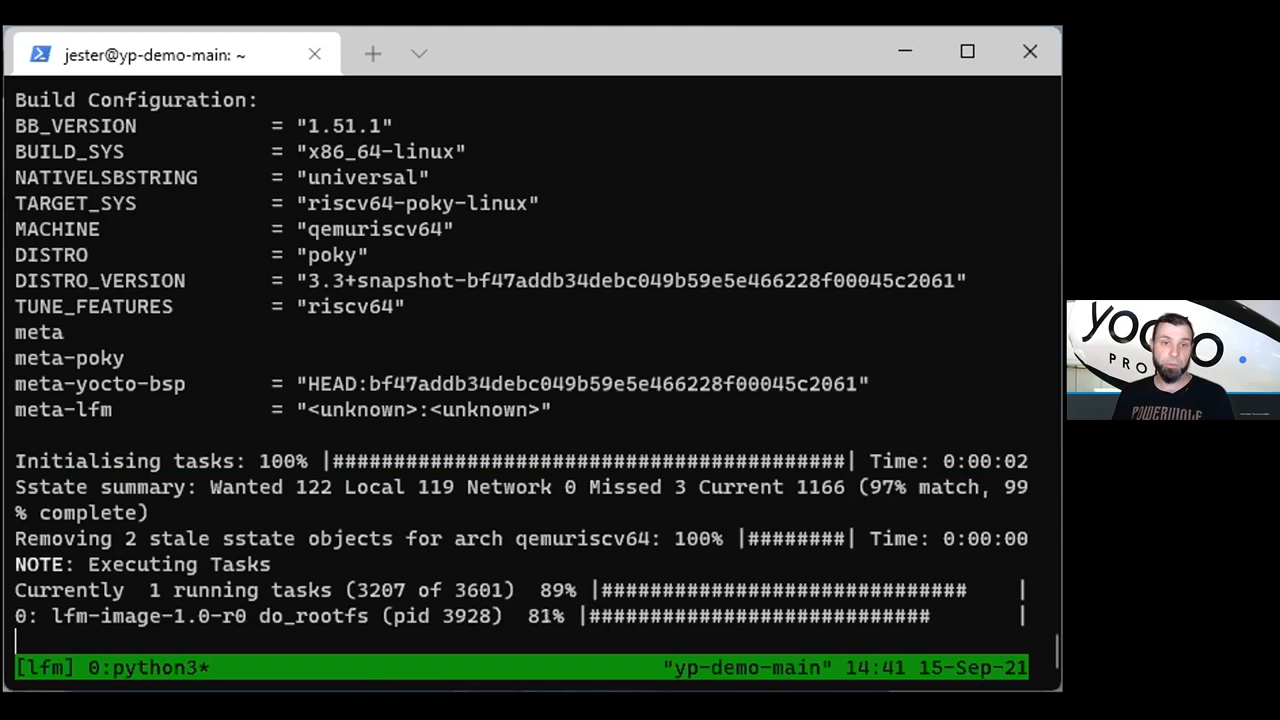 jester@yp-demo-main: ~
Build Configuration:
BB_VERSION = "1.51.1"
BUILD_SYS = "x86_64-linux"
NATIVELSBSTRING = "universal"
TARGET_SYS = "riscv64-poky-linux"
MACHINE = "qemuriscv64"
DISTRO = "poky"
DISTRO_VERSION = "3.3+snapshot-bf47addb34debc049b59e5e466228f00045c2061"
TUNE_FEATURES = "riscv64"
meta
meta-poky
meta-yocto-bsp = "HEAD:bf47addb34debc049b59e5e466228f00045c2061"
meta-lfm = "<unknown>:<unknown>"
Initialising tasks: 100% |##########################################| Time: 0:00:02
Sstate summary: Wanted 122 Local 119 Network 0 Missed 3 Current 1166 (97% match, 99
% complete)
Removing 2 stale sstate objects for arch qemuriscv64: 100% |########| Time: 0:00:00
NOTE: Executing Tasks
Currently  1 running tasks (3207 of 3601)  89% |############################## |
0: lfm-image-1.0-r0 do_rootfs (pid 3928)  81% |############################ |
[lfm] 0:python3* "yp-demo-main" 14:41 15-Sep-21
yocto
PRO
POWERWOLF